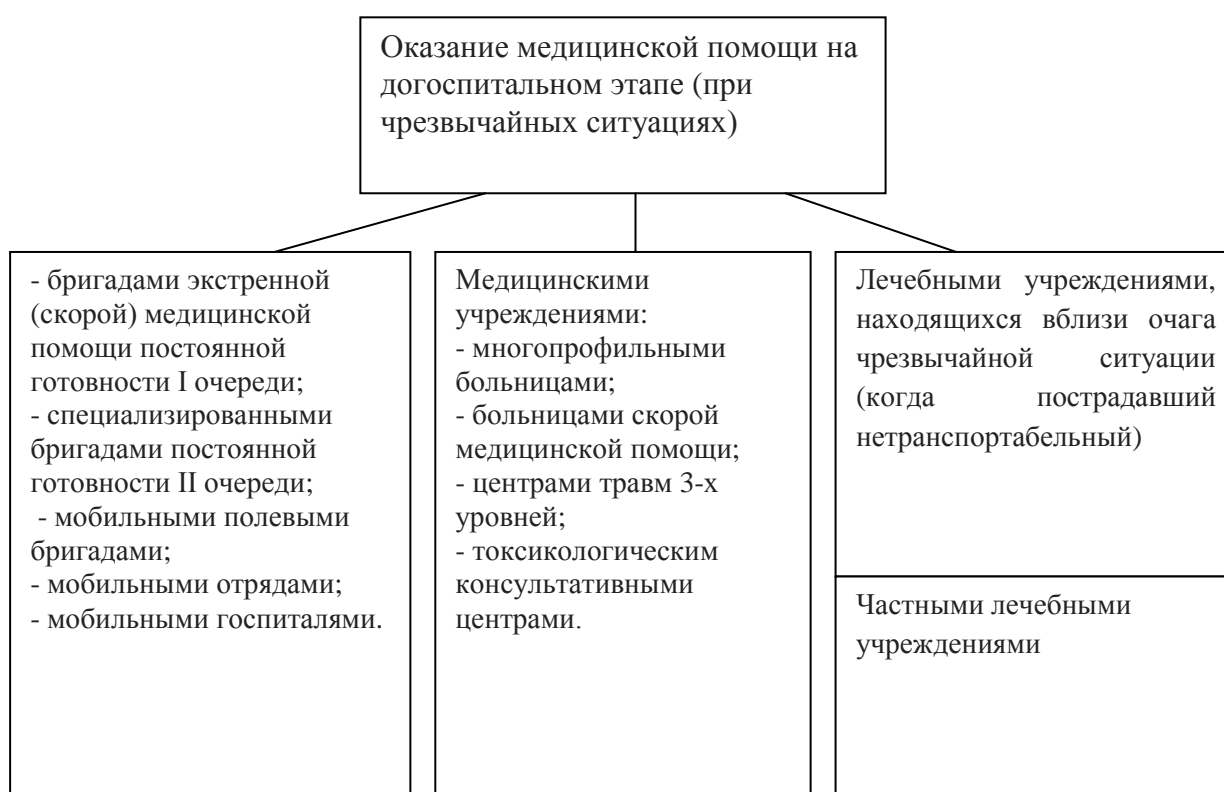 Оказание медицинской помощи на
догоспитальном этапе (при
чрезвычайных ситуациях)
- бригадами экстренной
(скорой) медицинской
помощи постоянной
готовности I очереди;
- специализированными
бригадами постоянной
готовности II очереди;
- мобильными полевыми
бригадами;
- мобильными отрядами;
- мобильными госпиталями.
Медицинскими
учреждениями:
- многопрофильными
больницами;
- больницами скорой
медицинской помощи;
- центрами травм 3-х
уровней;
- токсикологическим
консультативными
центрами.
Лечебными учреждениями,
находящихся вблизи очага
чрезвычайной ситуации
(когда пострадавший
нетранспортабельный)
Частными лечебными
учреждениями